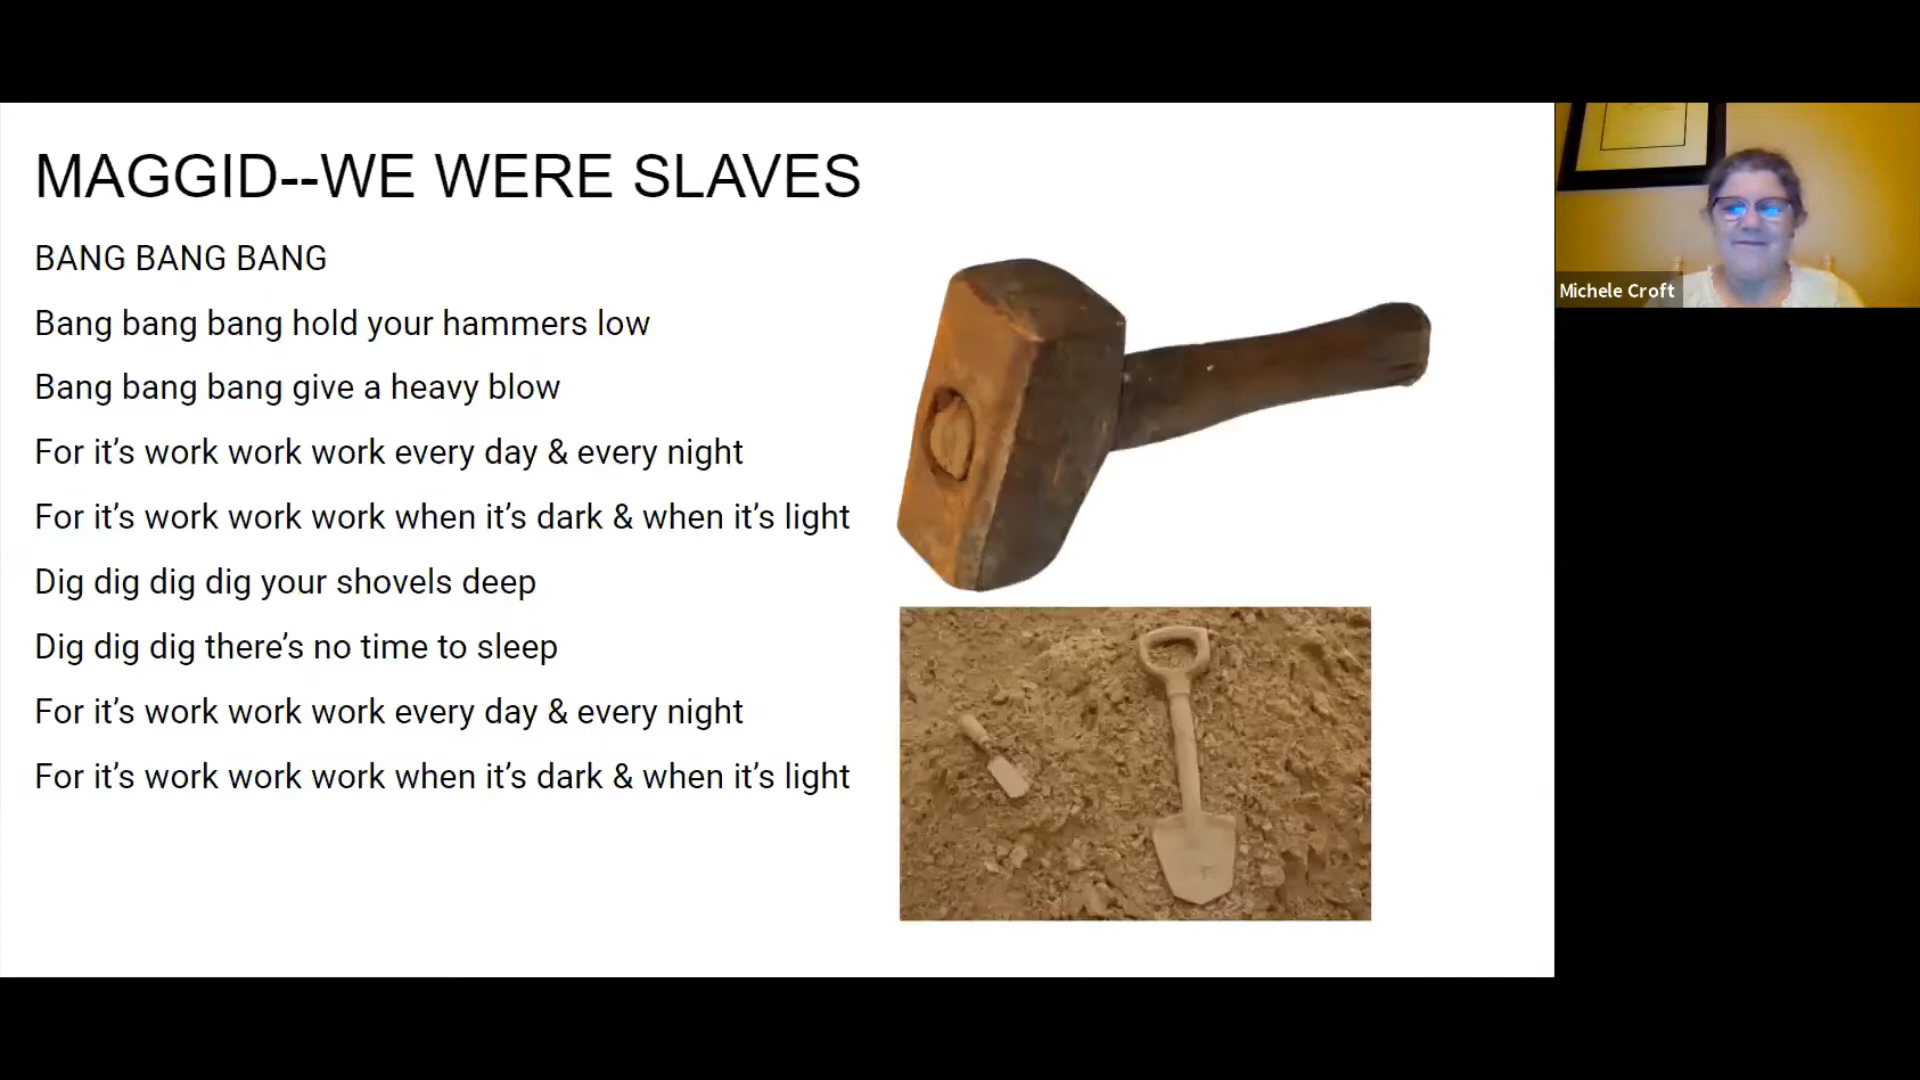 MAGGID--WE WERE SLAVES
BANG BANG BANG
Bang bang bang hold your hammers low
Bang bang bang give a heavy blow
For it’s work work work every day & every night
For it’s work work work when it’s dark & when it’s light
Dig dig dig dig your shovels deep
Dig dig dig there’s no time to sleep
For it’s work work work every day & every night
For it’s work work work when it’s dark & when it’s light
Michele Croft